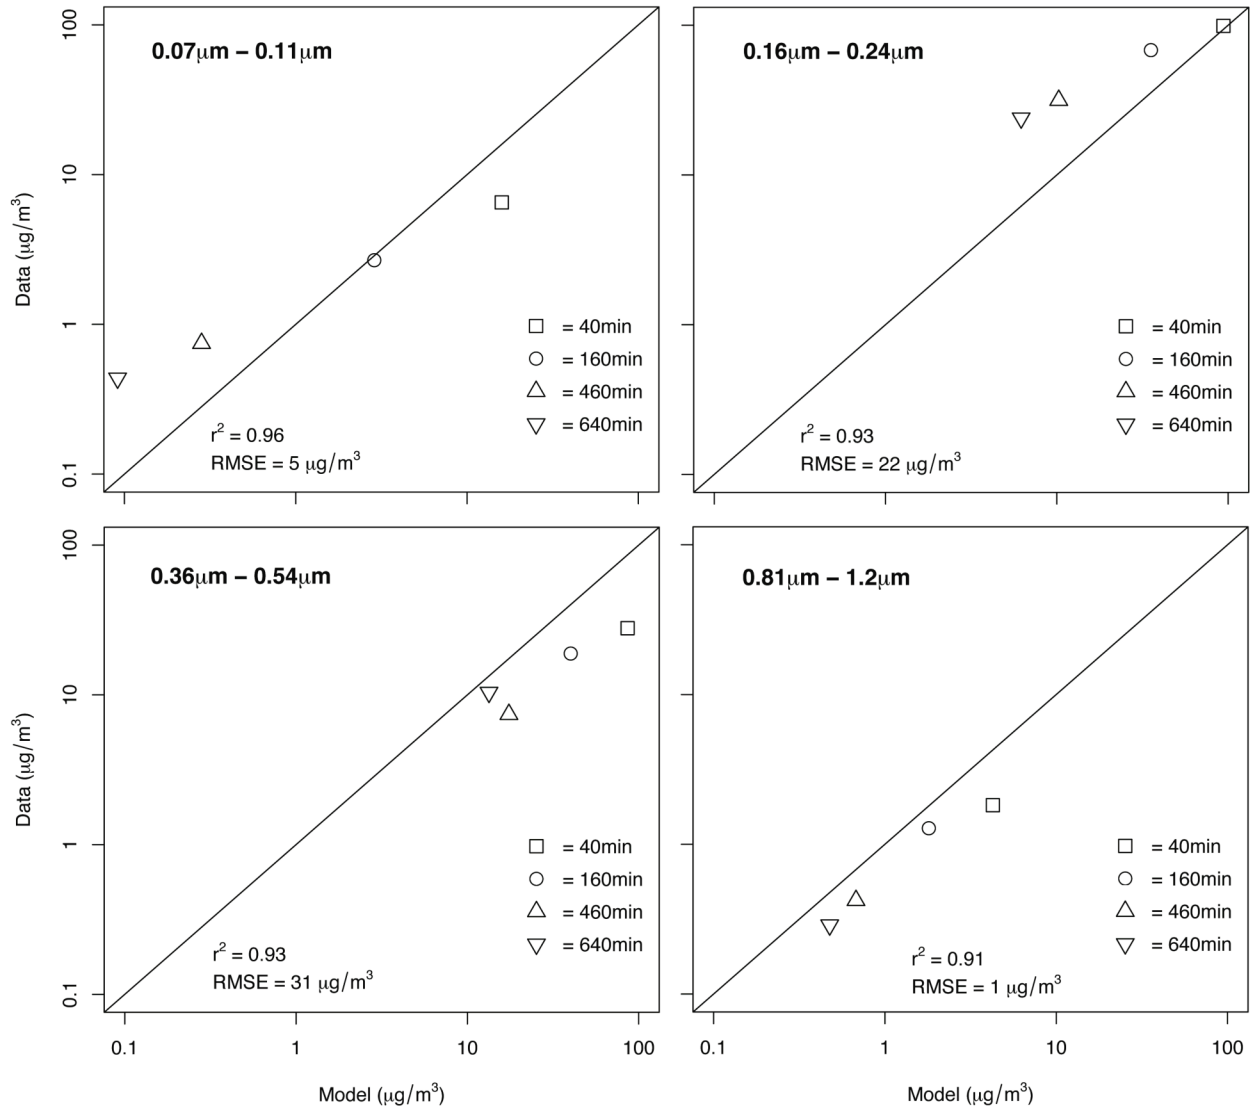 0.07μm – 0.11μm
100
10
1
0.1
Data (μg/m³)
□ = 40min
○ = 160min
△ = 460min
▽ = 640min
r² = 0.96
RMSE = 5 μg/m³
0.16μm – 0.24μm
□ = 40min
○ = 160min
△ = 460min
▽ = 640min
r² = 0.93
RMSE = 22 μg/m³
0.36μm – 0.54μm
100
10
1
0.1
Data (μg/m³)
□ = 40min
○ = 160min
△ = 460min
▽ = 640min
r² = 0.93
RMSE = 31 μg/m³
0.1 1 10 100
Model (μg/m³)
0.81μm – 1.2μm
□ = 40min
○ = 160min
△ = 460min
▽ = 640min
r² = 0.91
RMSE = 1 μg/m³
0.1 1 10 100
Model (μg/m³)